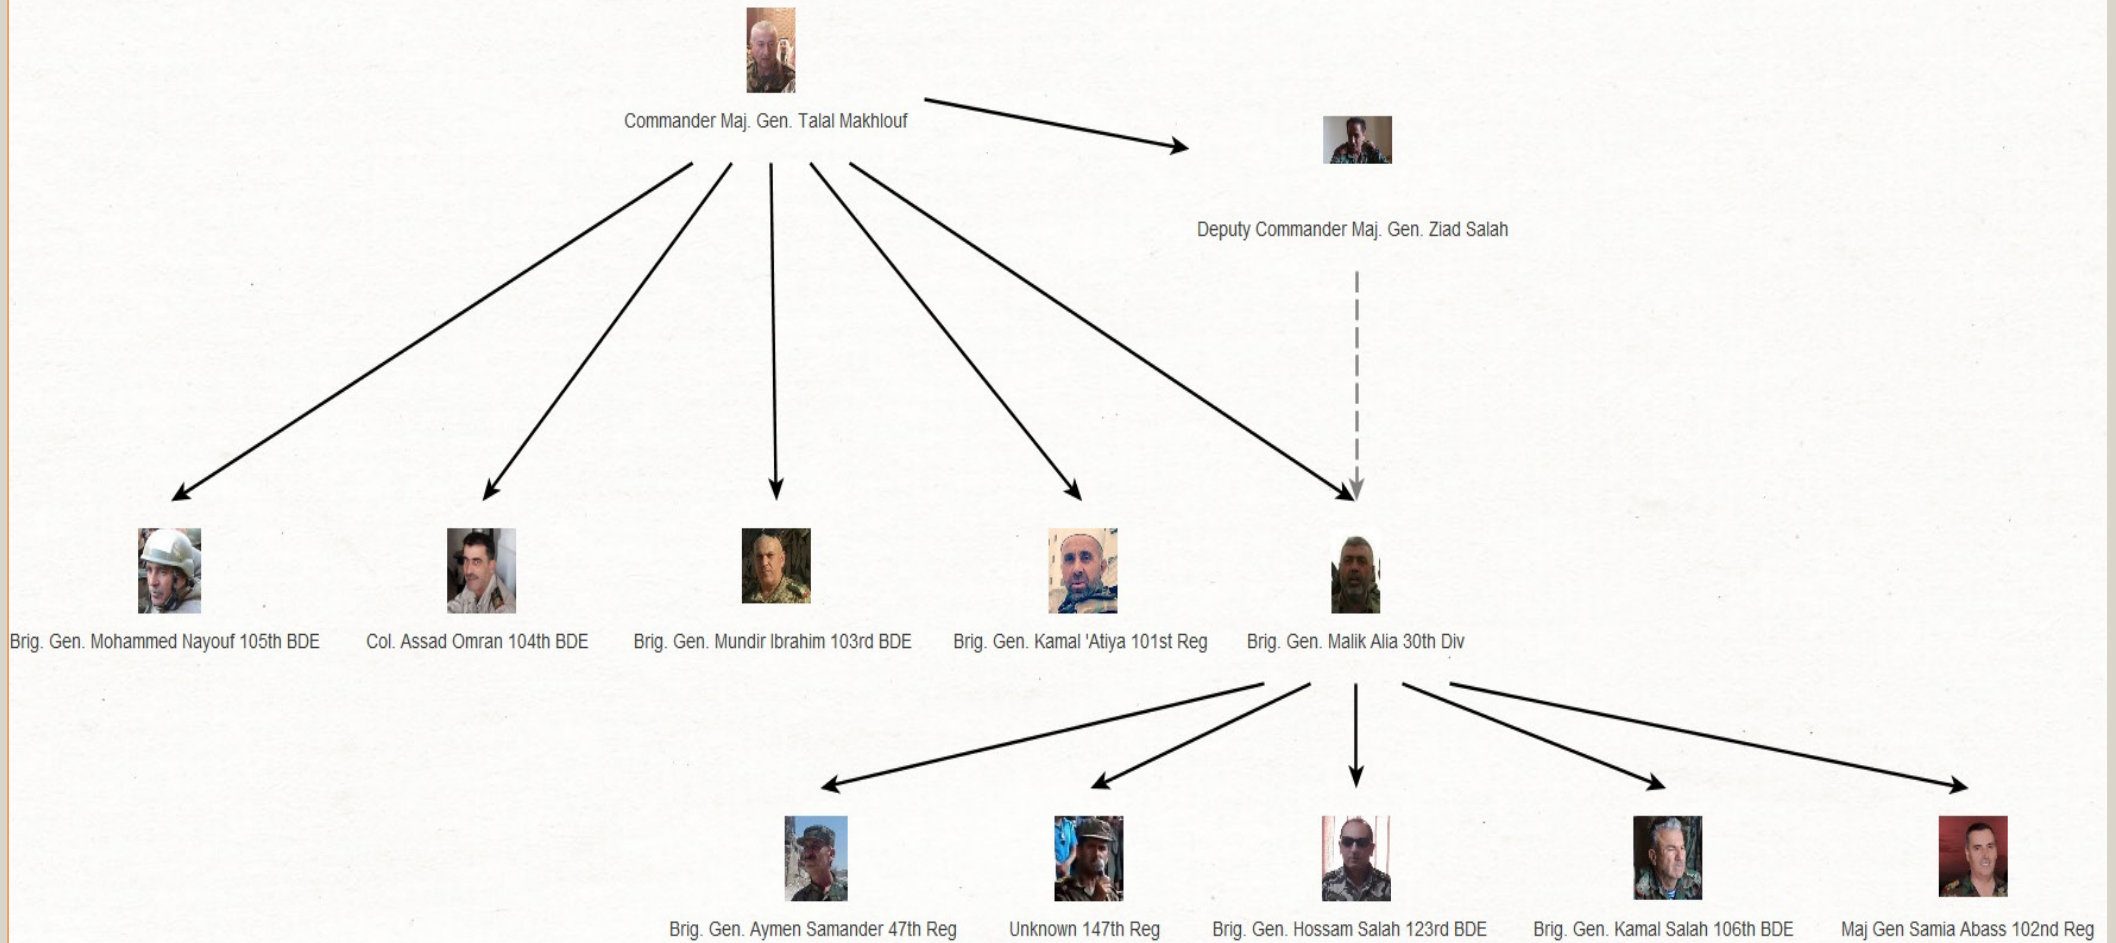 Commander Maj. Gen. Talal Makhlouf
Deputy Commander Maj. Gen. Ziad Salah
Brig. Gen. Mohammed Nayouf 105th BDE
Col. Assad Omran 104th BDE
Brig. Gen. Mundir Ibrahim 103rd BDE
Brig. Gen. Kamal 'Atiya 101st Reg
Brig. Gen. Malik Alia 30th Div
Brig. Gen. Aymen Samander 47th Reg
Unknown 147th Reg
Brig. Gen. Hossam Salah 123rd BDE
Brig. Gen. Kamal Salah 106th BDE
Maj Gen Samia Abass 102nd Reg